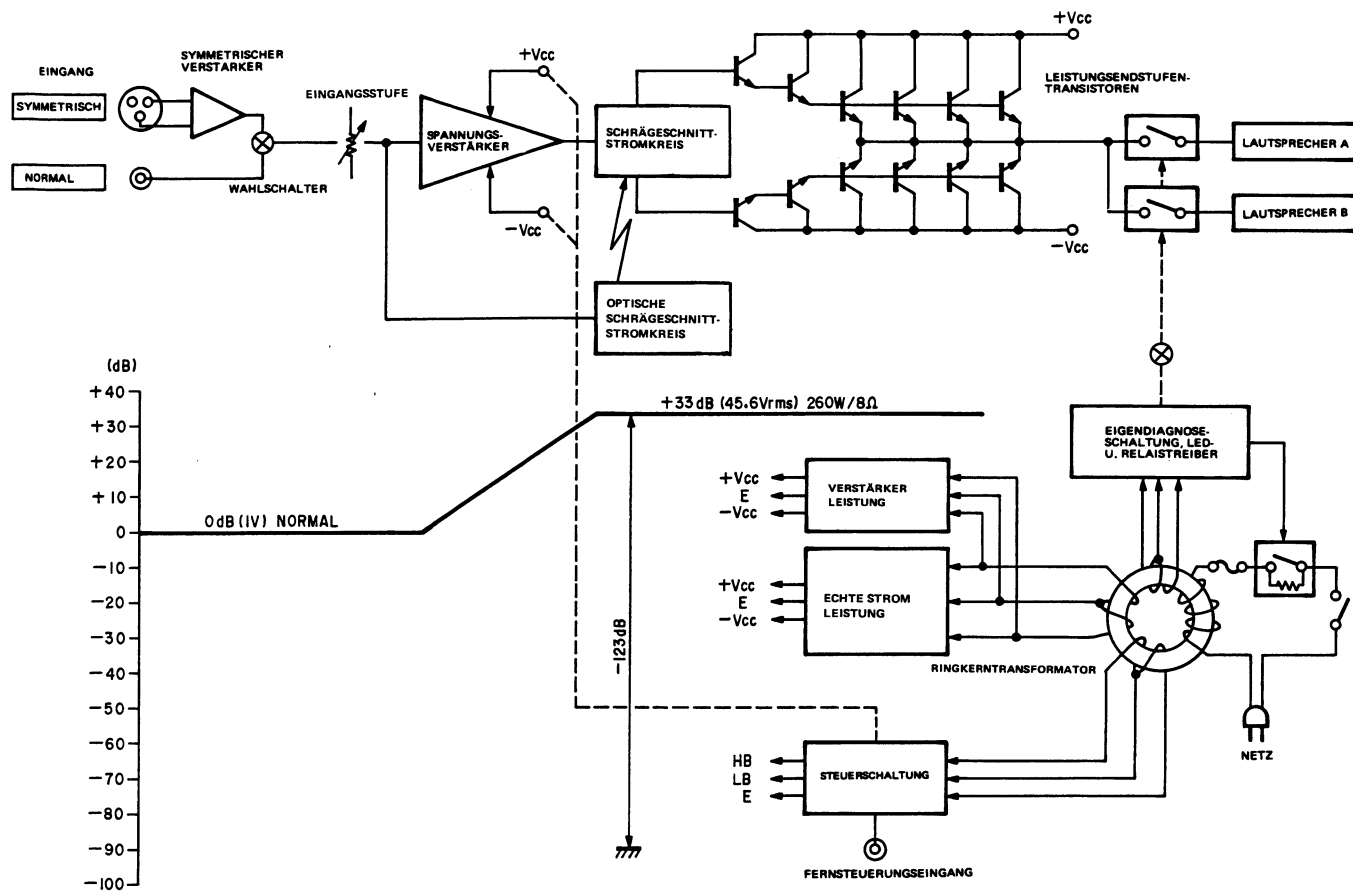 EINGANG
SYMMETRISCHER
VERSTARKER
SYMMETRISCH
NORMAL
WAHLSCHALTER
EINGANGSSTUFE
+Vcc
SPANNUNGS-
VERSTÄRKER
-Vcc
SCHRÄGESCHNITT-
STROMKREIS
OPTISCHE
SCHRÄGESCHNITT-
STROMKREIS
+Vcc
LEISTUNGSENDSTUFEN-
TRANSISTOREN
-Vcc
LAUTSPRECHER A
LAUTSPRECHER B
(dB)
+40
+30
+20
+10
0
-10
-20
-30
-40
-50
-60
-70
-80
-90
-100
0dB (1V) NORMAL
+33dB (45.6Vrms) 260W/8Ω
-123dB
EIGENDIAGNOSE-
SCHALTUNG, LED-
U. RELAISTREIBER
+Vcc
E
-Vcc
VERSTÄRKER
LEISTUNG
+Vcc
E
-Vcc
ECHTE STROM
LEISTUNG
RINGKERNTRANSFORMATOR
NETZ
HB
LB
E
STEUERSCHALTUNG
FERNSTEUERUNGSEINGANG